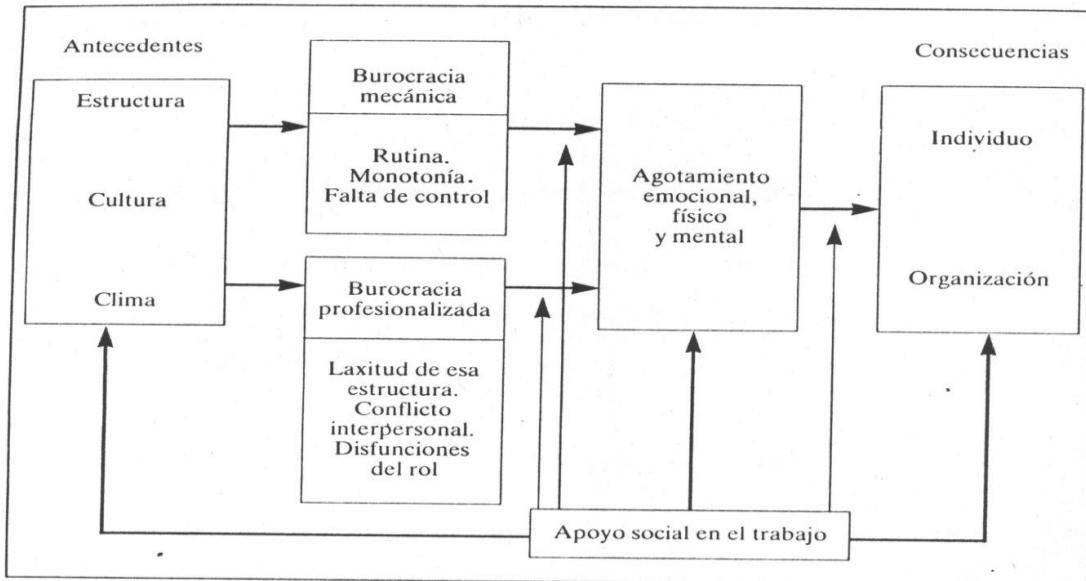 Antecedentes
Estructura
Cultura
Clima
Burocracia
mecánica
Rutina.
Monotonía.
Falta de control
Burocracia
profesionalizada
Laxitud de esa
estructura.
Conflicto
interpersonal.
Disfunciones
del rol
Agotamiento
emocional,
físico
y mental
Consecuencias
Individuo
Organización
Apoyo social en el trabajo